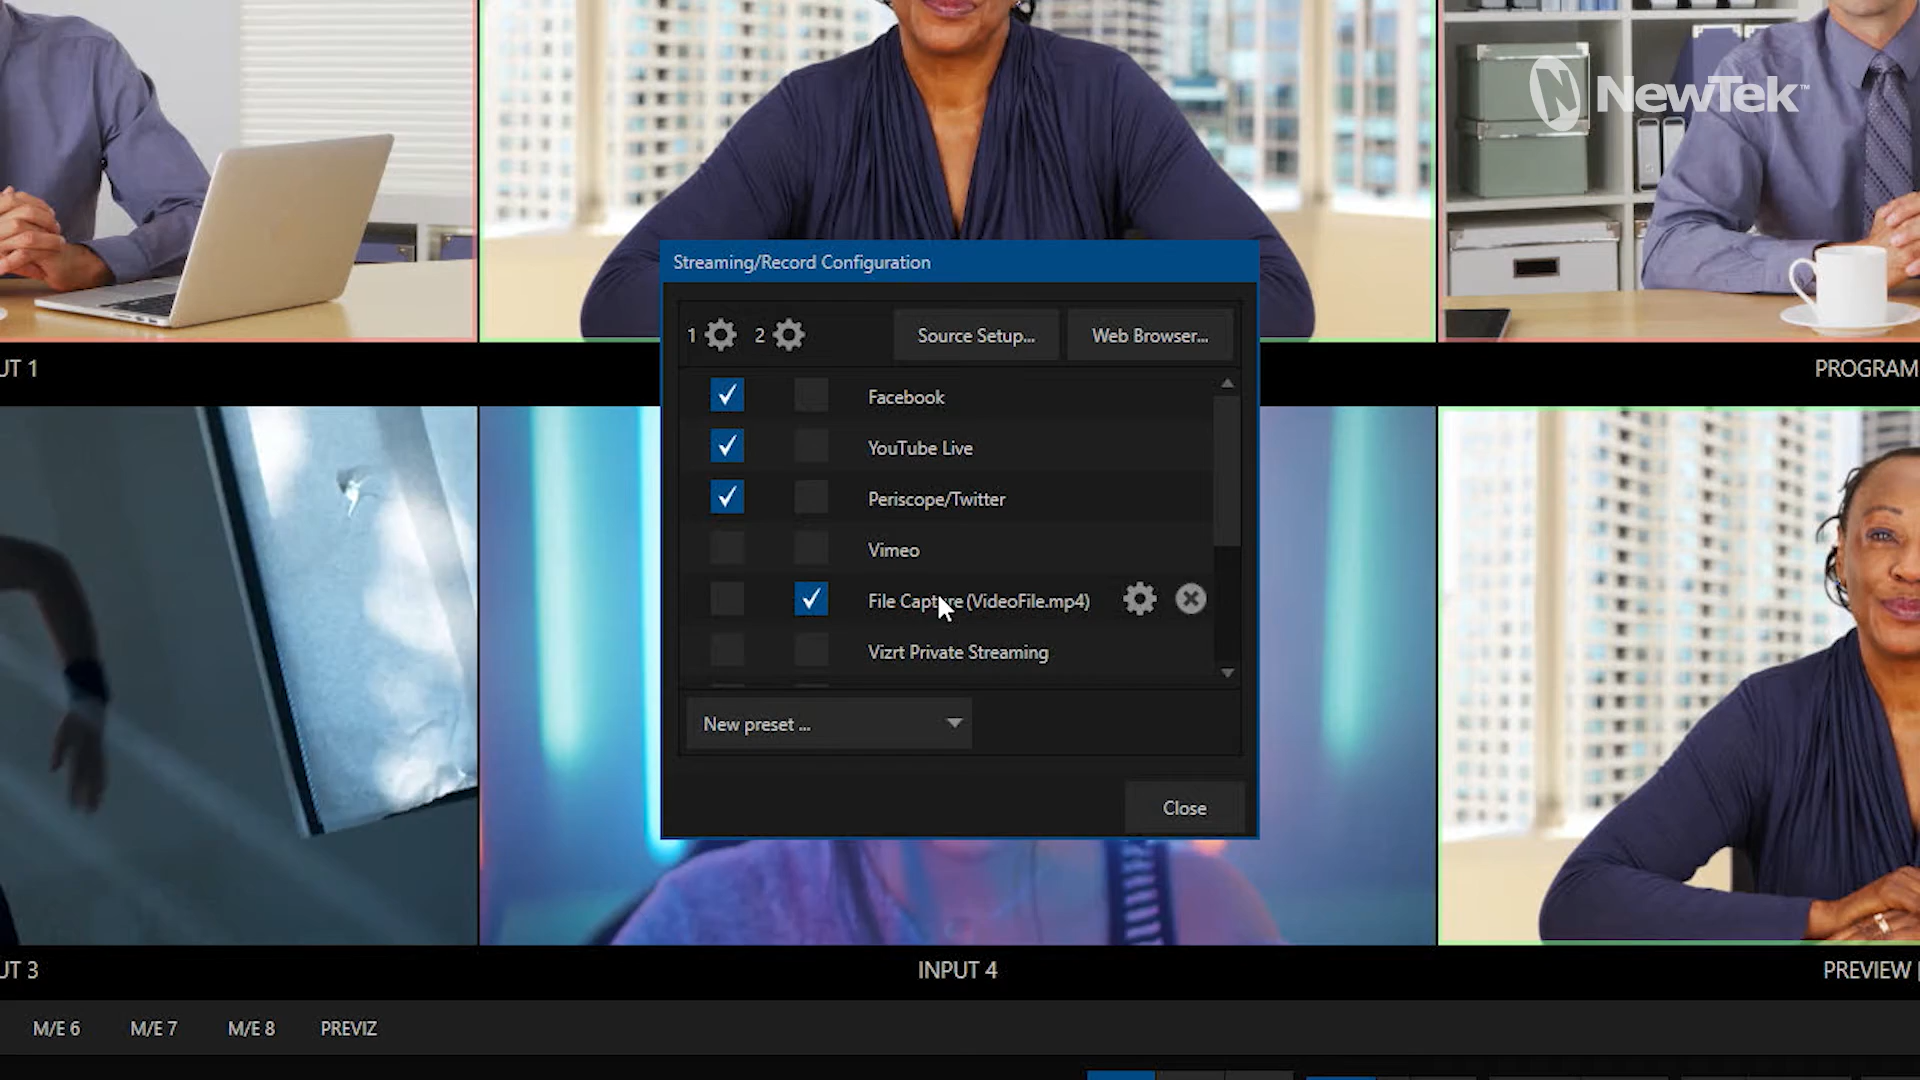 NewTek™
Streaming/Record Configuration
1 2 Source Setup... Web Browser...
Facebook
YouTube Live
Periscope/Twitter
Vimeo
File Capture (VideoFile.mp4)
Vizrt Private Streaming
New preset ...
Close
UT 1
PROGRAM
UT 3
INPUT 4
PREVIEW
M/E 6 M/E 7 M/E 8 PREVIZ